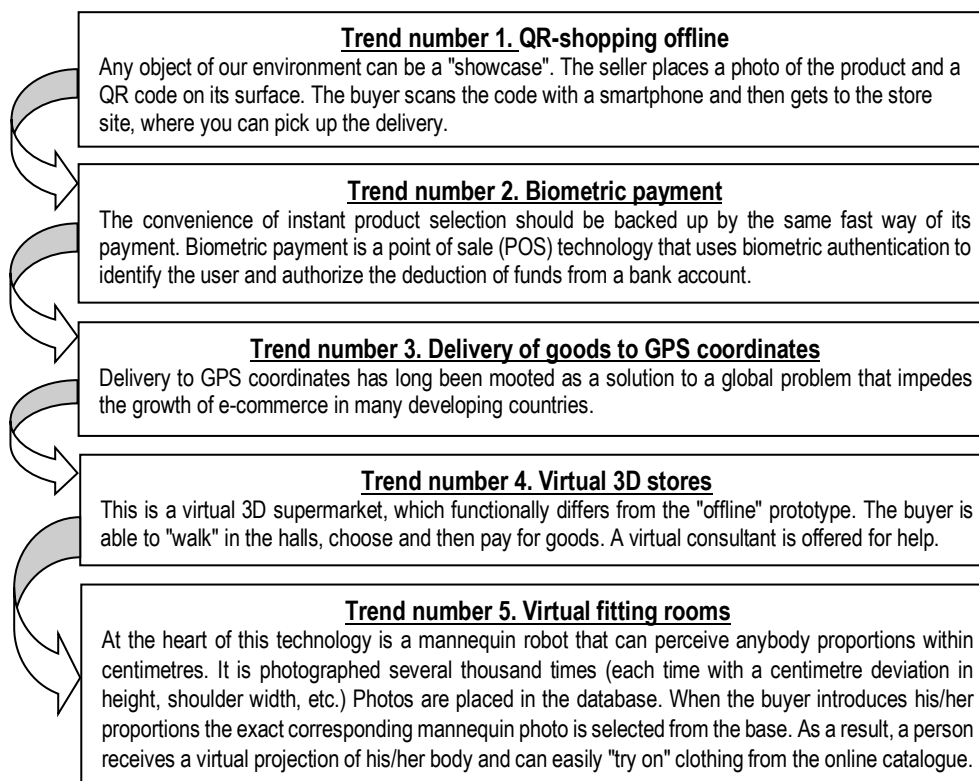 Trend number 1. QR-shopping offline
Any object of our environment can be a "showcase". The seller places a photo of the product and a
QR code on its surface. The buyer scans the code with a smartphone and then gets to the store
site, where you can pick up the delivery.
Trend number 2. Biometric payment
The convenience of instant product selection should be backed up by the same fast way of its
payment. Biometric payment is a point of sale (POS) technology that uses biometric authentication to
identify the user and authorize the deduction of funds from a bank account.
Trend number 3. Delivery of goods to GPS coordinates
Delivery to GPS coordinates has long been mooted as a solution to a global problem that impedes
the growth of e-commerce in many developing countries.
Trend number 4. Virtual 3D stores
This is a virtual 3D supermarket, which functionally differs from the "offline" prototype. The buyer is
able to "walk" in the halls, choose and then pay for goods. A virtual consultant is offered for help.
Trend number 5. Virtual fitting rooms
At the heart of this technology is a mannequin robot that can perceive anybody proportions within
centimetres. It is photographed several thousand times (each time with a centimetre deviation in
height, shoulder width, etc.) Photos are placed in the database. When the buyer introduces his/her
proportions the exact corresponding mannequin photo is selected from the base. As a result, a person
receives a virtual projection of his/her body and can easily "try on" clothing from the online catalogue.